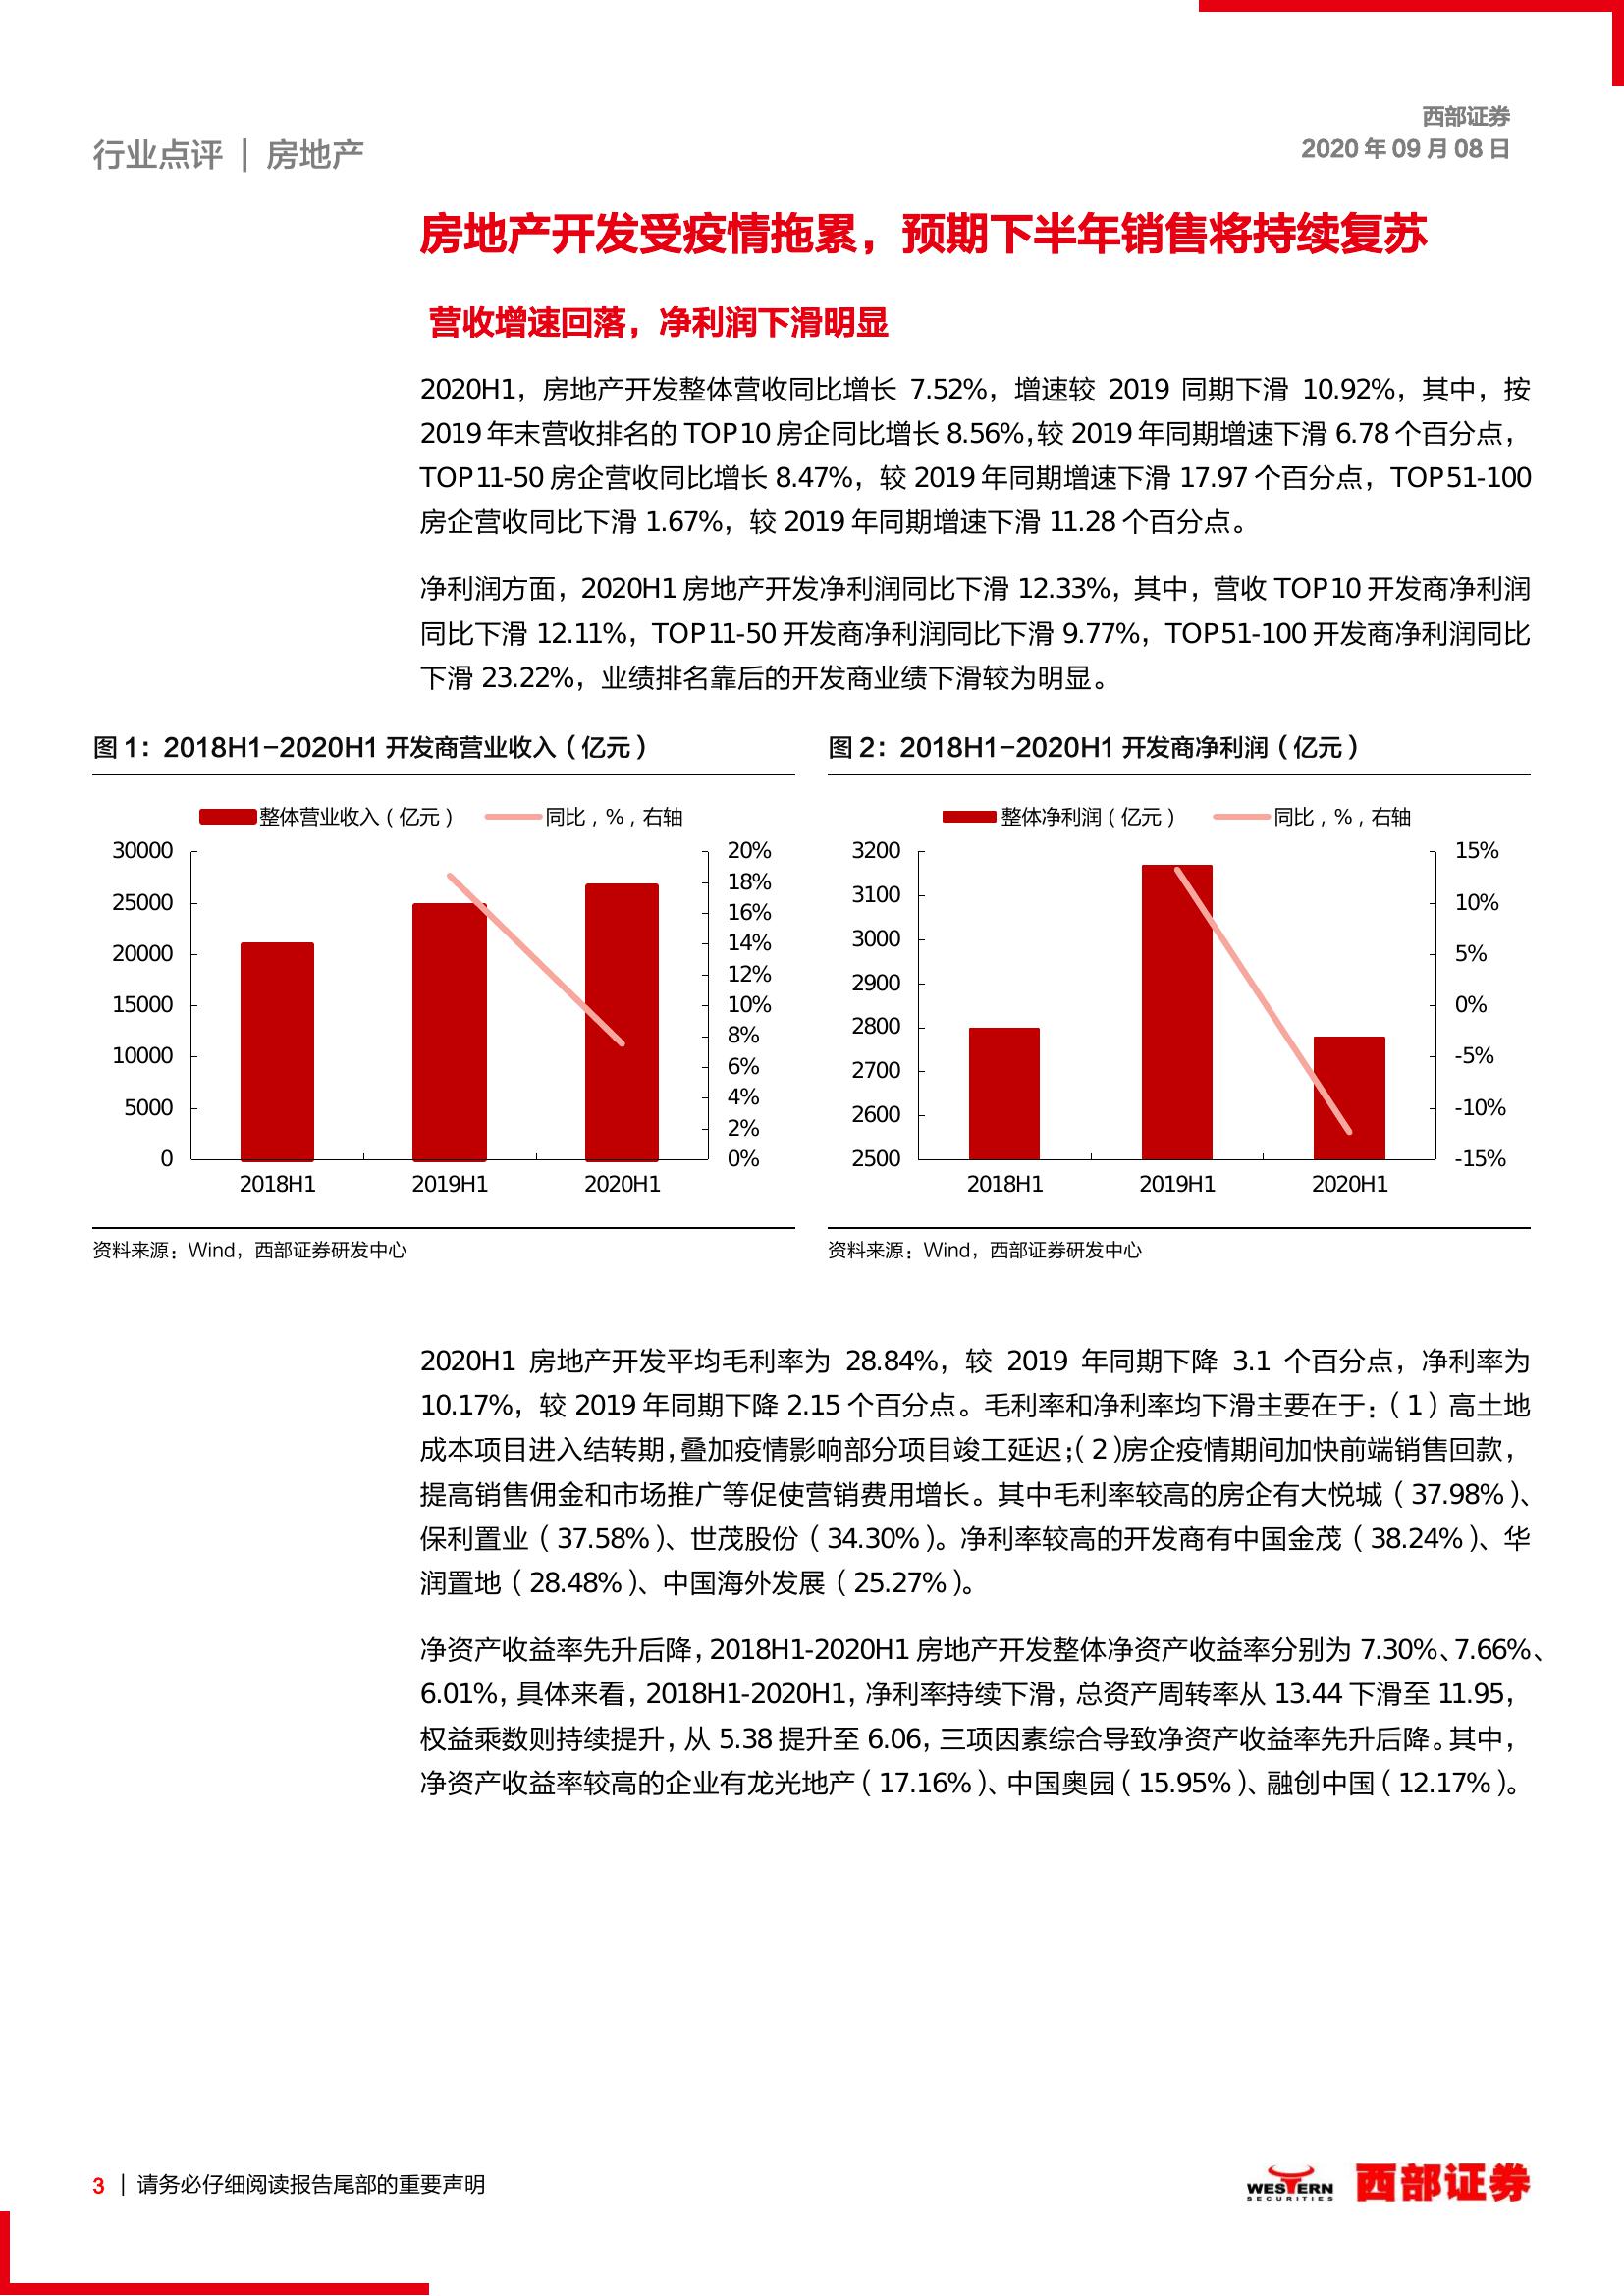 西部证券
2020 年 09 月 08 日
行业点评 | 房地产
房地产开发受疫情拖累，预期下半年销售将持续复苏
营收增速回落，净利润下滑明显
2020H1，房地产开发整体营收同比增长 7.52%，增速较 2019 同期下滑 10.92%，其中，按
2019 年末营收排名的 TOP10 房企同比增长 8.56%，较 2019 年同期增速下滑 6.78 个百分点，
TOP11-50 房企营收同比增长 8.47%，较 2019 年同期增速下滑 17.97 个百分点，TOP51-100
房企营收同比下滑 1.67%，较 2019 年同期增速下滑 11.28 个百分点。
净利润方面，2020H1 房地产开发净利润同比下滑 12.33%，其中，营收 TOP10 开发商净利润
同比下滑 12.11%，TOP11-50 开发商净利润同比下滑 9.77%，TOP51-100 开发商净利润同比
下滑 23.22%，业绩排名靠后的开发商业绩下滑较为明显。
图 1：2018H1-2020H1 开发商营业收入（亿元）
整体营业收入（亿元） 同比，%，右轴
30000
25000
20000
15000
10000
5000
0
20%
18%
16%
14%
12%
10%
8%
6%
4%
2%
0%
2018H1 2019H1 2020H1
资料来源：Wind，西部证券研发中心
图 2：2018H1-2020H1 开发商净利润（亿元）
整体净利润（亿元） 同比，%，右轴
3200
3100
3000
2900
2800
2700
2600
2500
15%
10%
5%
0%
-5%
-10%
-15%
2018H1 2019H1 2020H1
资料来源：Wind，西部证券研发中心
2020H1 房地产开发平均毛利率为 28.84%，较 2019 年同期下降 3.1 个百分点，净利率为
10.17%，较 2019 年同期下降 2.15 个百分点。毛利率和净利率均下滑主要在于：（1）高土地
成本项目进入结转期，叠加疫情影响部分项目竣工延迟；（2）房企疫情期间加快前端销售回款，
提高销售佣金和市场推广等促使营销费用增长。其中毛利率较高的房企有大悦城（37.98%）、
保利置业（37.58%）、世茂股份（34.30%）。净利率较高的开发商有中国金茂（38.24%）、华
润置地（28.48%）、中国海外发展（25.27%）。
净资产收益率先升后降，2018H1-2020H1 房地产开发整体净资产收益率分别为 7.30%、7.66%、
6.01%，具体来看，2018H1-2020H1，净利率持续下滑，总资产周转率从 13.44 下滑至 11.95，
权益乘数则持续提升，从 5.38 提升至 6.06，三项因素综合导致净资产收益率先升后降。其中，
净资产收益率较高的企业有龙光地产（17.16%）、中国奥园（15.95%）、融创中国（12.17%）。
3 | 请务必仔细阅读报告尾部的重要声明
WESTERN
SECURITIES
西部证券